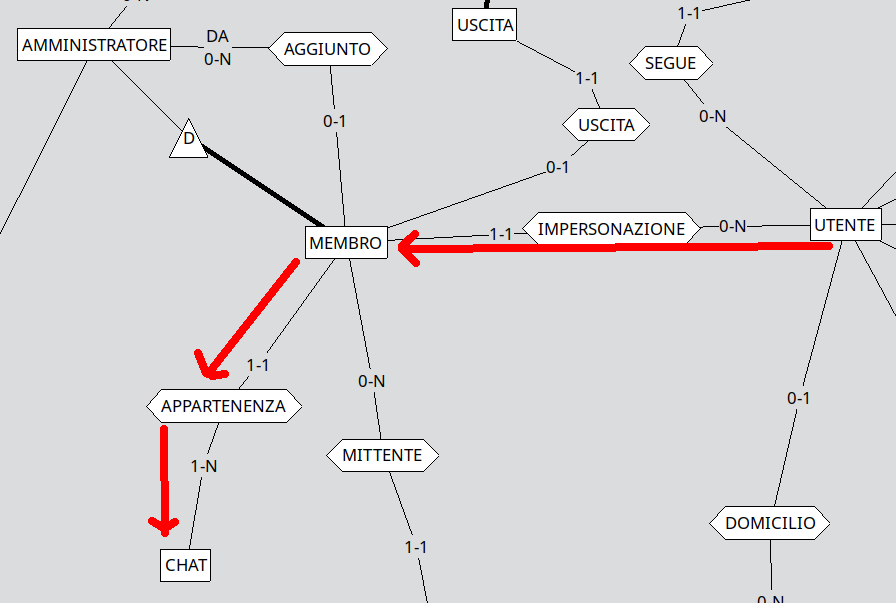 1-1
USCITA
DA
AMMINISTRATORE
AGGIUNTO
0-N
SEGUE
1-1
0-N
0-1
USCITA
D
0-1
UTENTE
0-N
IMPERSONAZIONE
1-1
MEMBRO
1-1
0-N
0-1
APPARTENENZA
MITTENTE
1-N
DOMICILIO
1-1
CHAT